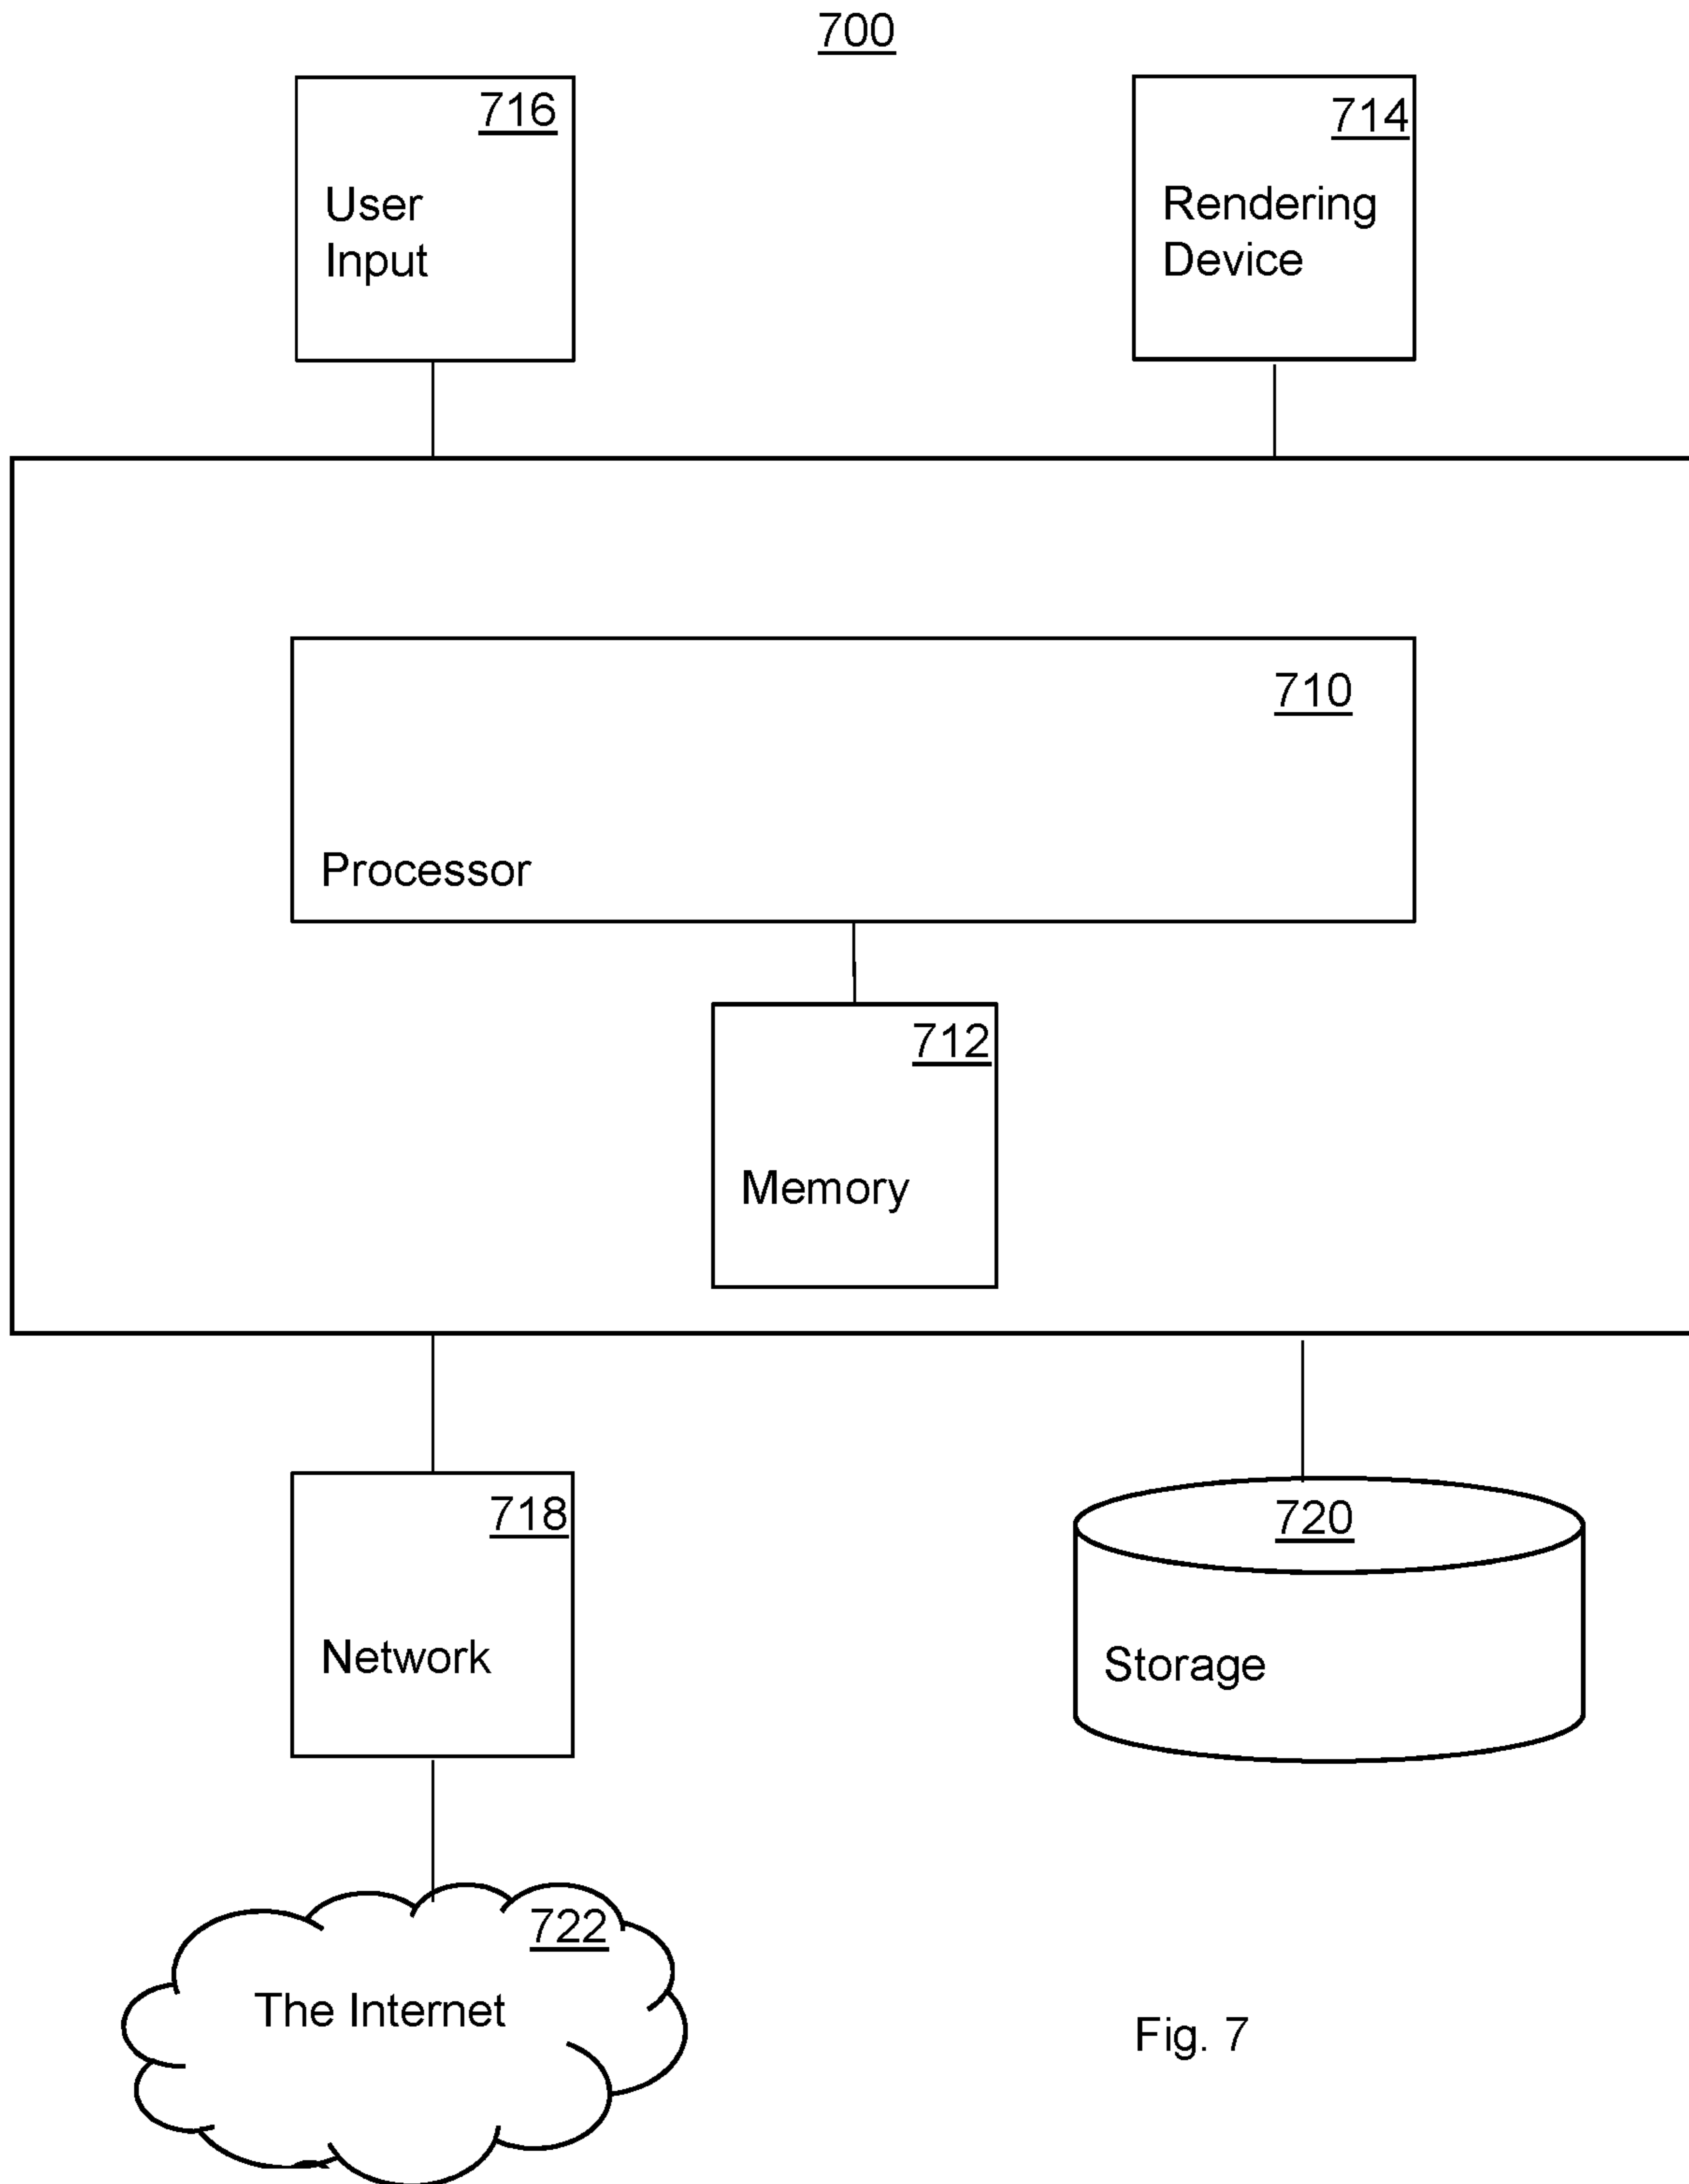 700
716
User
Input
714
Rendering
Device
710
Processor
712
Memory
718
Network
720
Storage
722
The Internet
Fig. 7